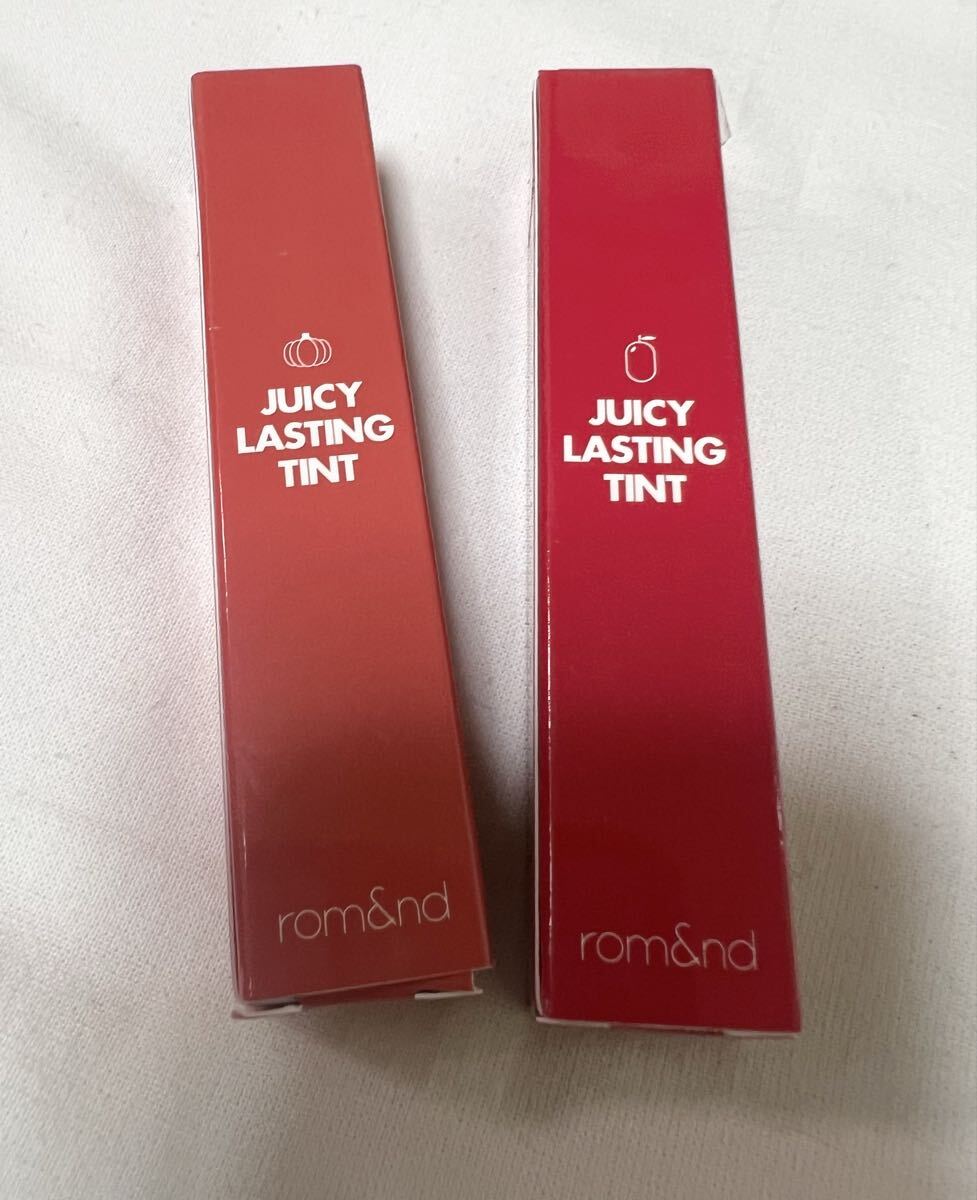 JUICY
LASTING
TINT
rom&nd
JUICY
LASTING
TINT
rom&nd